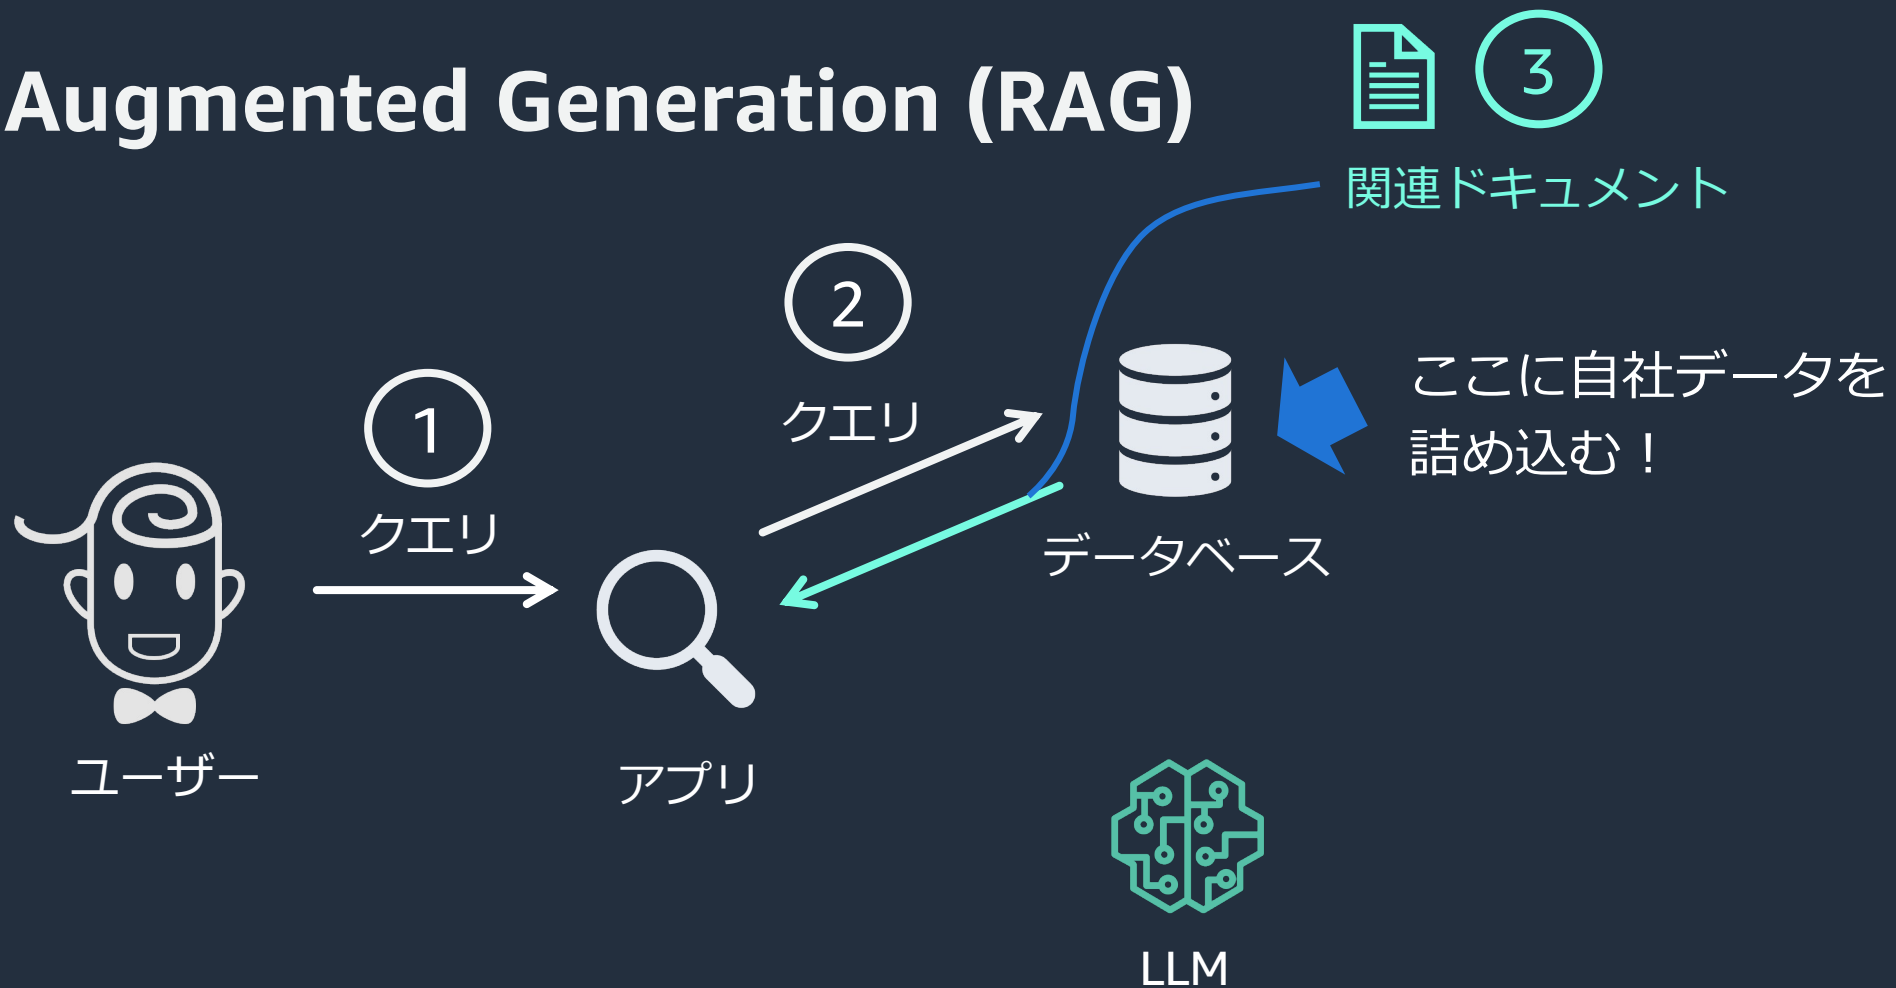 Augmented Generation (RAG)
3
関連ドキュメント
2
クエリ
1
クエリ
ここに自社データを
詰め込む！
データベース
ユーザー
アプリ
LLM